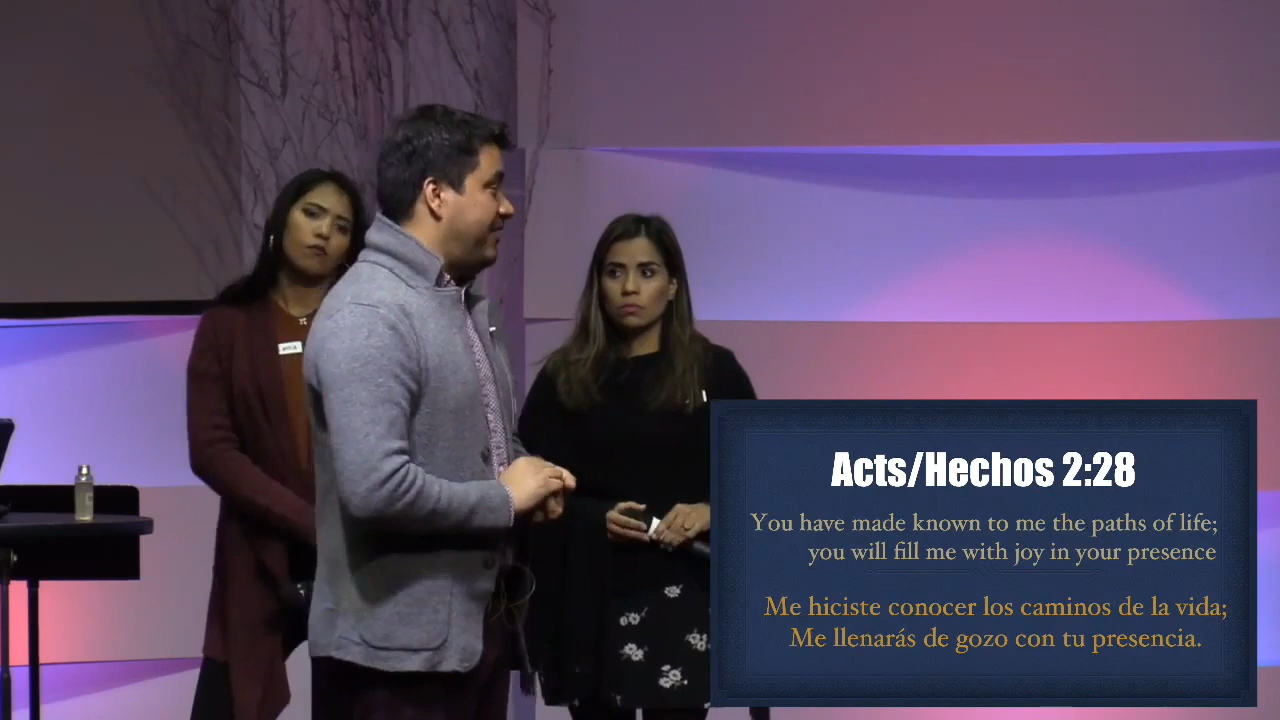 Acts/Hechos 2:28
You have made known to me the paths of life;
you will fill me with joy in your presence
Me hiciste conocer los caminos de la vida;
Me llenarás de gozo con tu presencia.